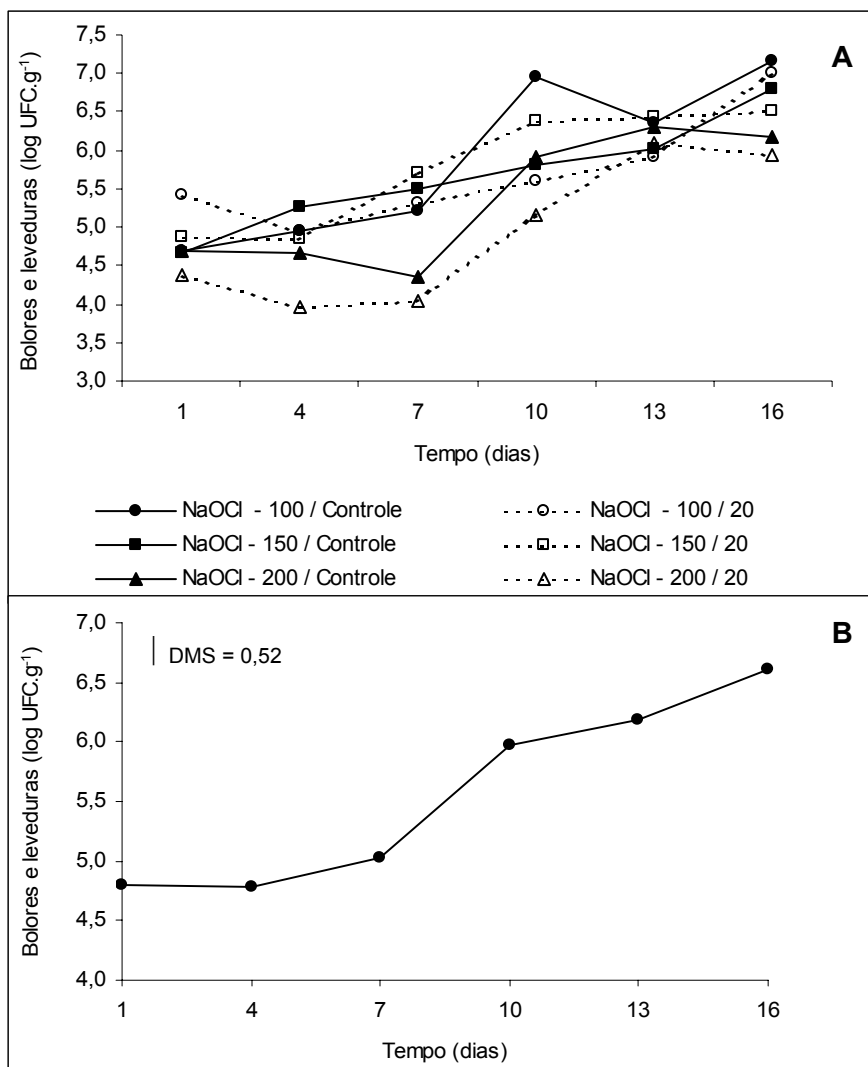 A
Bolores e leveduras (log UFC.g-1)
7,5
7,0
6,5
6,0
5,5
5,0
4,5
4,0
3,5
3,0
1 4 7 10 13 16
Tempo (dias)
NaOCl - 100 / Controle NaOCl - 100 / 20
NaOCl - 150 / Controle NaOCl - 150 / 20
NaOCl - 200 / Controle NaOCl - 200 / 20
B
Bolores e leveduras (log UFC.g-1)
7,0
6,5
6,0
5,5
5,0
4,5
4,0
DMS = 0,52
1 4 7 10 13 16
Tempo (dias)